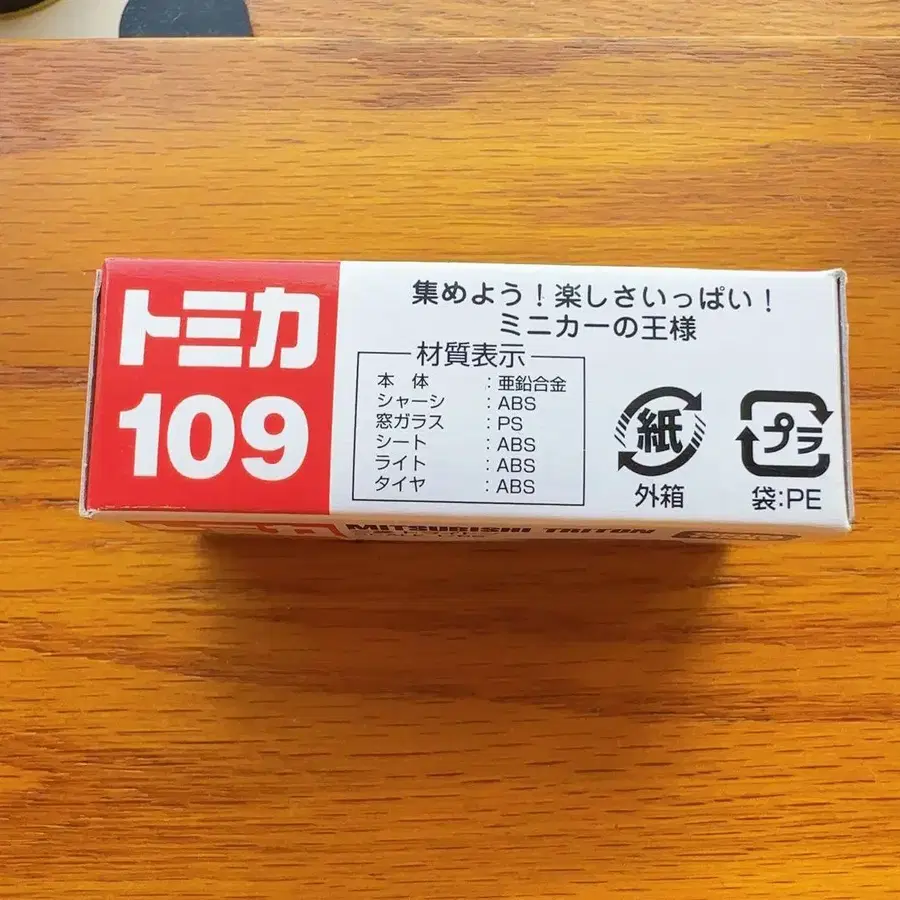 トミカ
109
集めよう！楽しさいっぱい！
ミニカーの王様
材質表示
本 体 ：亜鉛合金
シャーシ ：ABS
窓ガラス ：PS
シート ：ABS
ライト ：ABS
タイヤ ：ABS
紙
外箱
プラ
袋:PE
MITSUBISHI TRITON